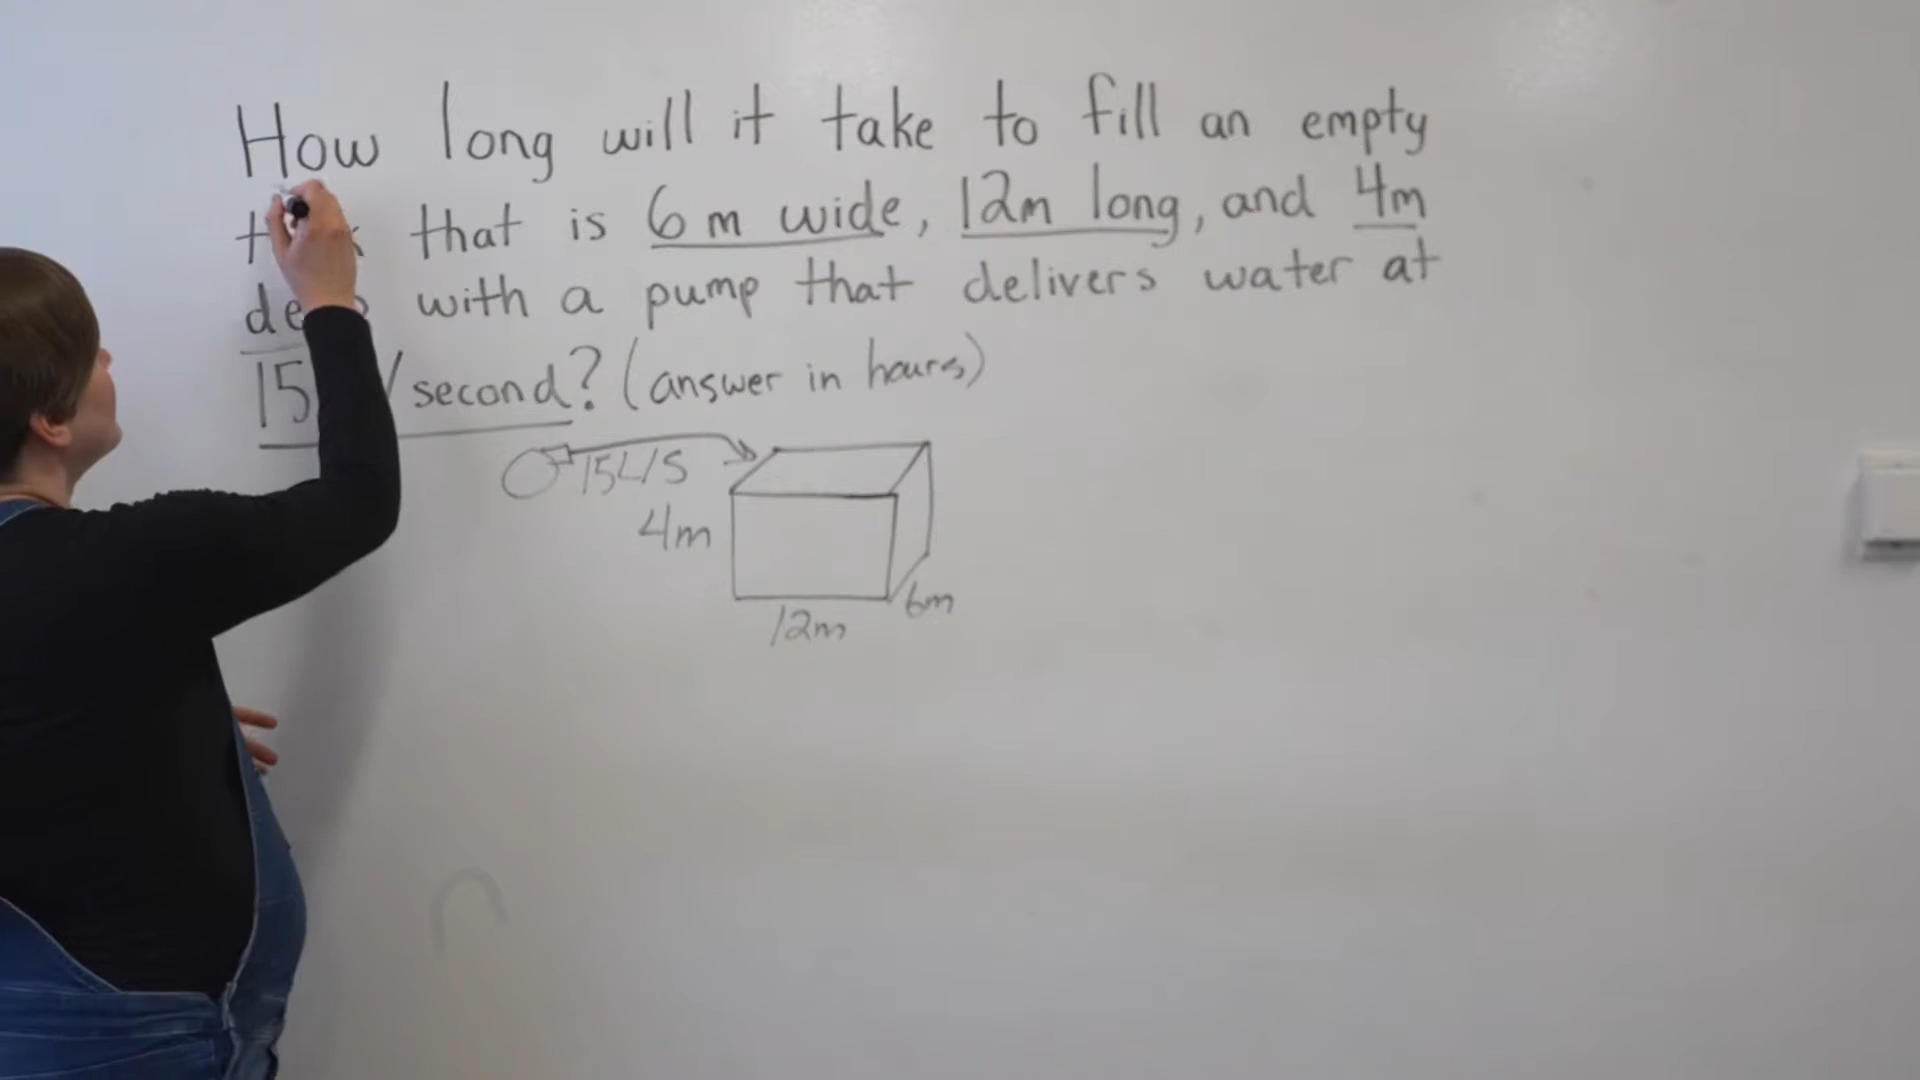 How long will it take to fill an empty
that is 6 m wide, 12m long, and 4m
with a pump that delivers water at
15 / second? (answer in hours)
15L/S
4m
6m
12m